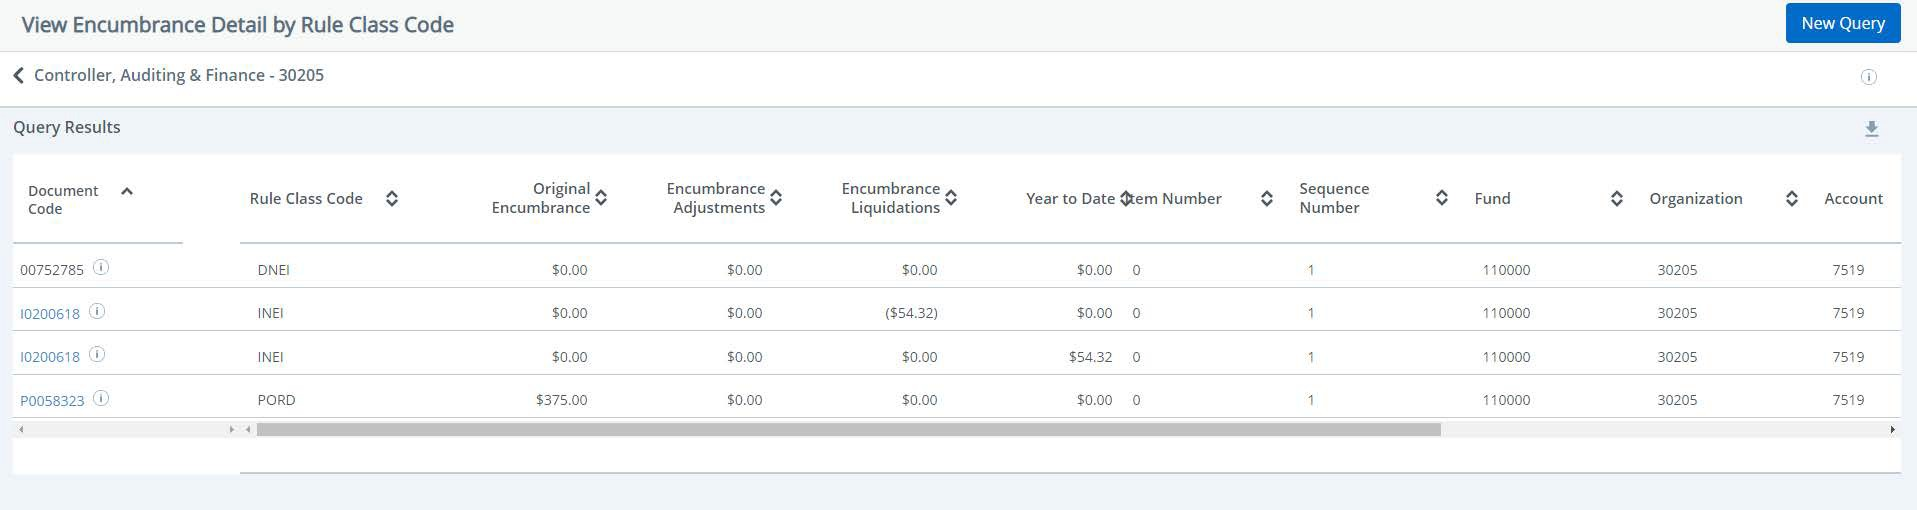 View Encumbrance Detail by Rule Class Code
New Query
Controller, Auditing & Finance - 30205
Query Results
Document Code Rule Class Code Original Encumbrance Encumbrance Adjustments Encumbrance Liquidations Year to Date Item Number Sequence Number Fund Organization Account
00752785 DNEI $0.00 $0.00 $0.00 $0.00 0 1 110000 30205 7519
I0200618 INEI $0.00 $0.00 ($54.32) $0.00 0 1 110000 30205 7519
I0200618 INEI $0.00 $0.00 $0.00 $54.32 0 1 110000 30205 7519
P0058323 PORD $375.00 $0.00 $0.00 $0.00 0 1 110000 30205 7519